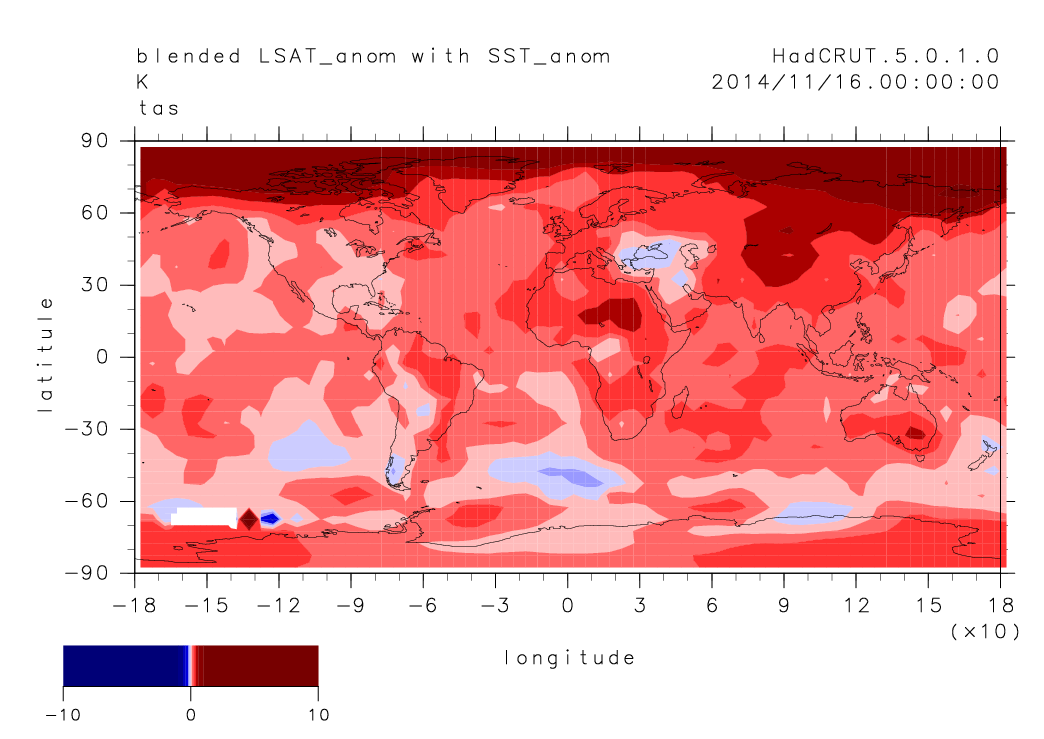 blended LSAT_anom with SST_anom HadCRUT.5.0.1.0
K 2014/11/16.00:00:00
tas
90
60
30
0
−30
−60
−90
latitude
−18 −15 −12 −9 −6 −3 0 3 6 9 12 15 18
(×10)
longitude
−10 0 10